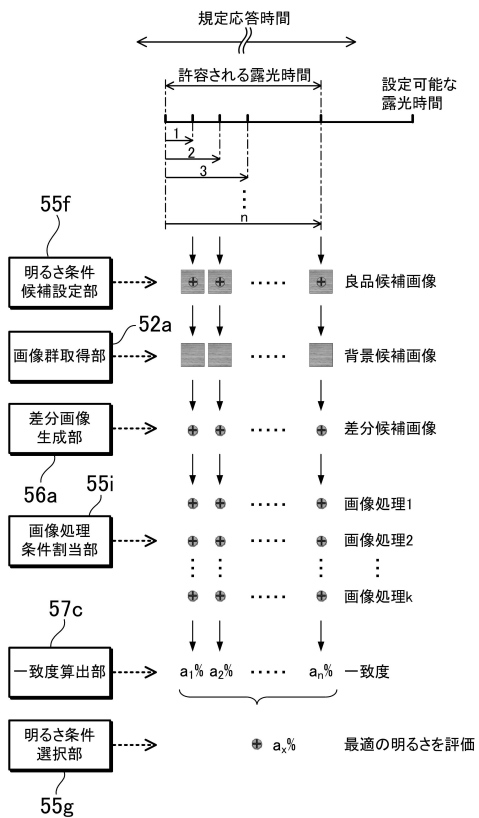 規定応答時間
許容される露光時間
設定可能な
露光時間
1
2
3
n
55f
明るさ条件
候補設定部
良品候補画像
52a
画像群取得部
背景候補画像
差分画像
生成部
差分候補画像
56a
55i
画像処理1
画像処理
条件割当部
画像処理2
画像処理k
57c
一致度算出部
a1% a2% ‥‥‥ an% 一致度
明るさ条件
選択部
ax% 最適の明るさを評価
55g